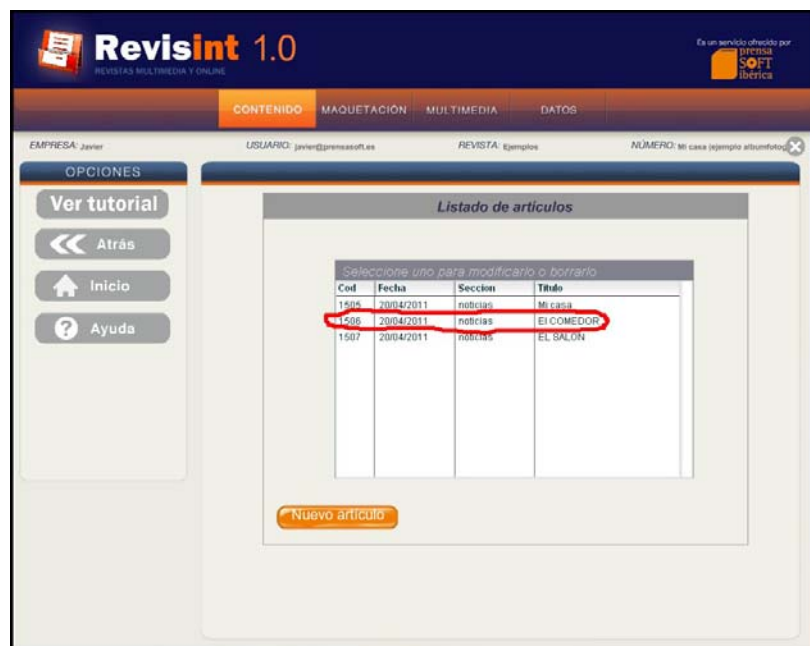 Revisint 1.0
REVISTAS MULTIMEDIA Y ONLINE
Es un servicio ofrecido por
prensa
SOFT
ibérica
CONTENIDO MAQUETACIÓN MULTIMEDIA DATOS
EMPRESA: Javier USUARIO: javier@prensasoft.es REVISTA: Ejemplos NÚMERO: Mi casa (ejemplo albumfotog
OPCIONES
Ver tutorial
Atrás
Inicio
Ayuda
Listado de artículos
Seleccione uno para modificarlo o borrarlo
Cod Fecha Seccion Titulo
1505 20/04/2011 noticias Mi casa
1506 20/04/2011 noticias El COMEDOR
1507 20/04/2011 noticias EL SALON
Nuevo artículo